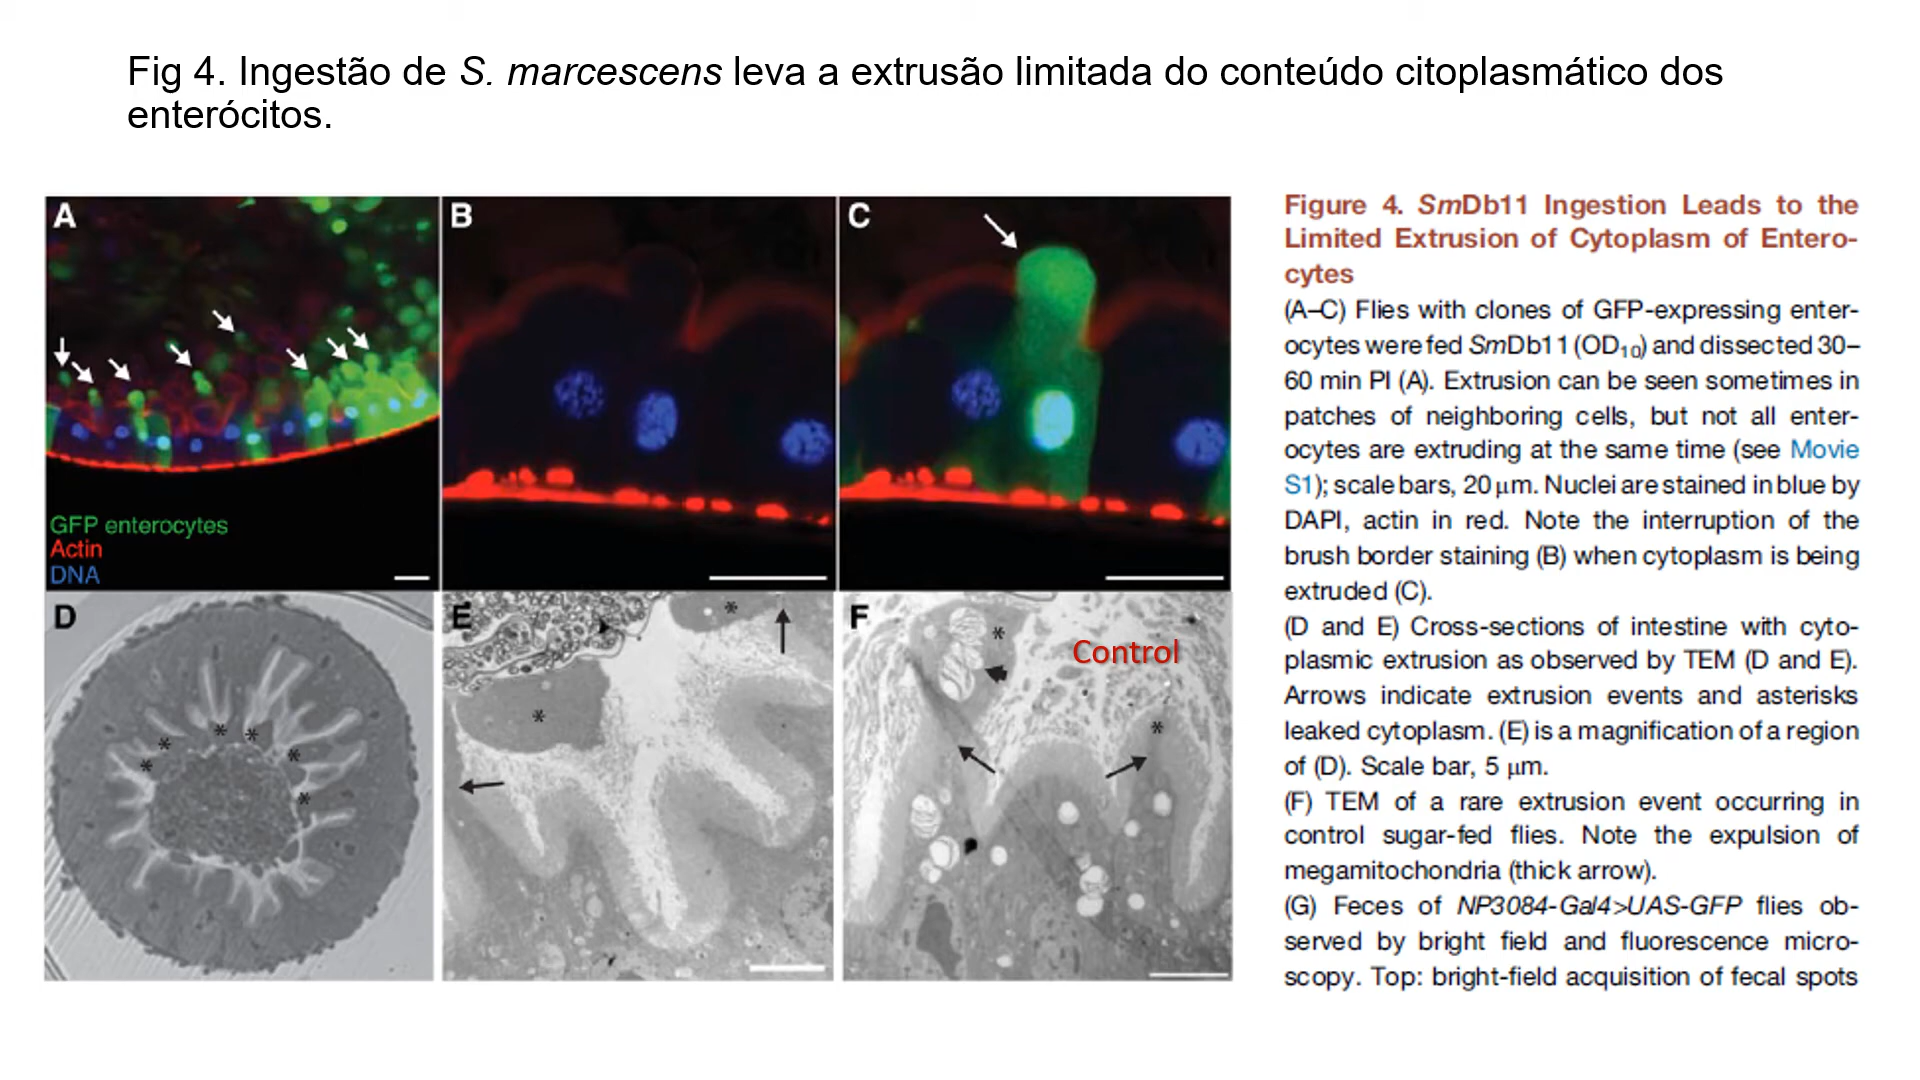 Fig 4. Ingestão de S. marcescens leva a extrusão limitada do conteúdo citoplasmático dos
enterócitos.
A
B
C
GFP enterocytes
Actin
DNA
D
*
*
*
*
*
*
E
*
*
F
*
Control
*
Figure 4. SmDb11 Ingestion Leads to the
Limited Extrusion of Cytoplasm of Entero-
cytes
(A–C) Flies with clones of GFP-expressing enter-
ocytes were fed SmDb11 (OD10) and dissected 30–
60 min PI (A). Extrusion can be seen sometimes in
patches of neighboring cells, but not all enter-
ocytes are extruding at the same time (see Movie
S1); scale bars, 20 μm. Nuclei are stained in blue by
DAPI, actin in red. Note the interruption of the
brush border staining (B) when cytoplasm is being
extruded (C).
(D and E) Cross-sections of intestine with cyto-
plasmic extrusion as observed by TEM (D and E).
Arrows indicate extrusion events and asterisks
leaked cytoplasm. (E) is a magnification of a region
of (D). Scale bar, 5 μm.
(F) TEM of a rare extrusion event occurring in
control sugar-fed flies. Note the expulsion of
megamitochondria (thick arrow).
(G) Feces of NP3084-Gal4>UAS-GFP flies ob-
served by bright field and fluorescence micro-
scopy. Top: bright-field acquisition of fecal spots